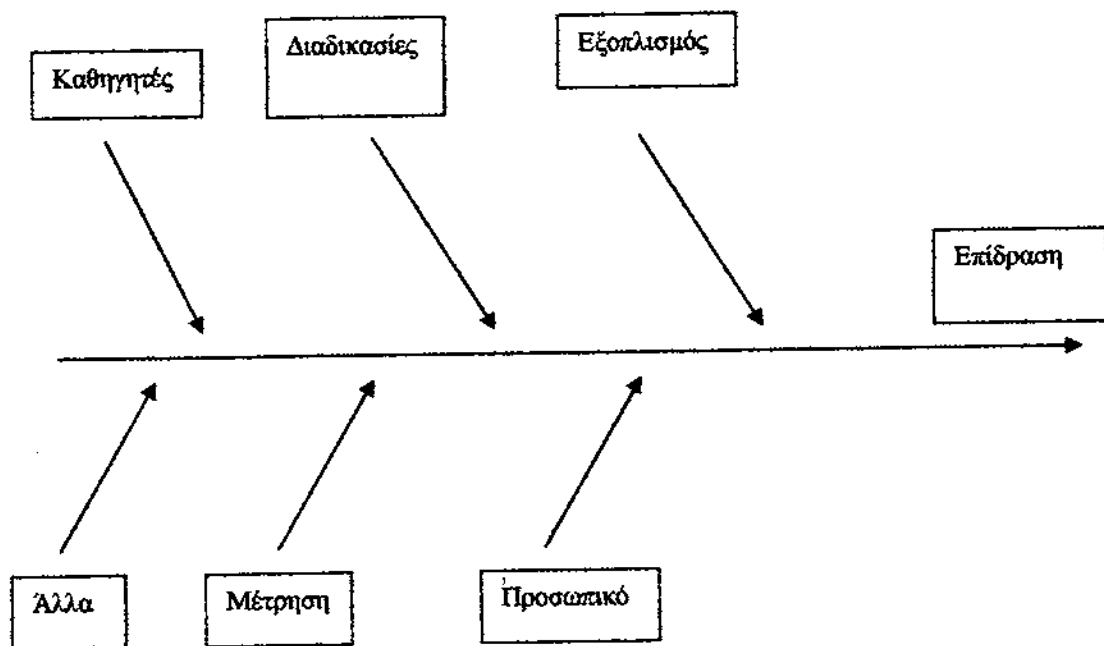 Καθηγητές
Διαδικασίες
Εξοπλισμός
Επίδραση
Άλλα
Μέτρηση
Προσωπικό